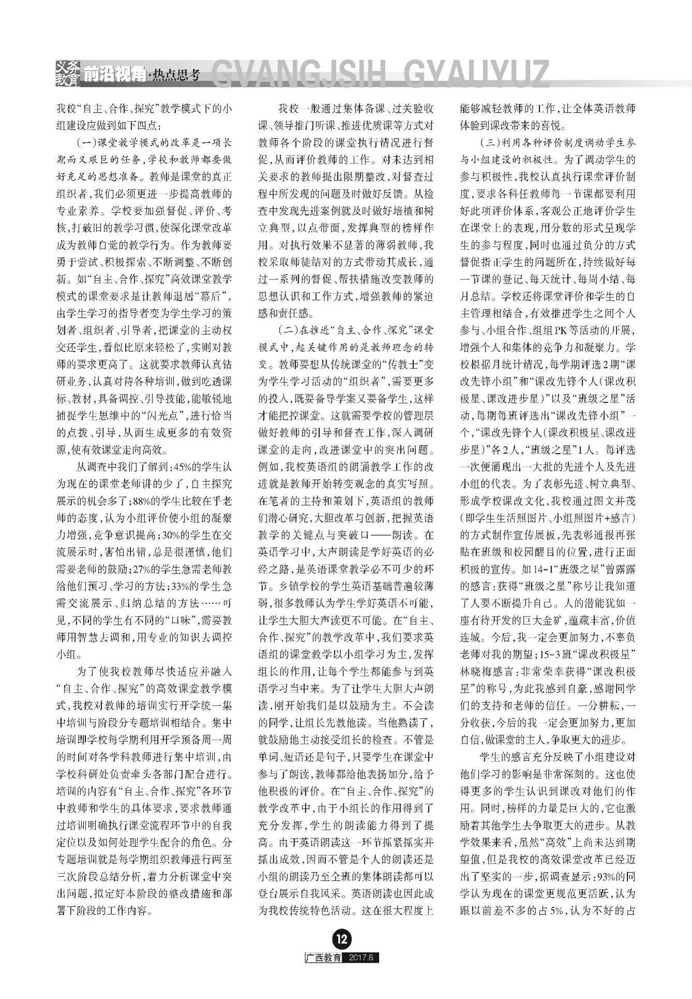 义务教育 前沿视角·热点思考 GVANGJSIH GYAUYUZ
我校“自主、合作、探究”教学模式下的小
组建设应做到如下四点：
(一)课堂教学模式的改革是一项长
期而又艰巨的任务，学校和教师都要做
好充足的思想准备。教师是课堂的真正
组织者，我们必须更进一步提高教师的
专业素养。学校要加强督促、评价、考
核，打破旧的教学习惯，使深化课堂改革
成为教师自觉的教学行为。作为教师要
勇于尝试、积极探索、不断调整、不断创
新。如“自主、合作、探究”高效课堂教学
模式的课堂要求是让教师退居“幕后”，
由学生学习的指导者变为学生学习的策
划者、组织者、引导者，把课堂的主动权
交还学生，看似比原来轻松了，实则对教
师的要求更高了。这就要求教师认真钻
研业务，认真对待各种培训，做到吃透课
标、教材，具备调控、引导技能，能敏锐地
捕捉学生思维中的“闪光点”，进行恰当
的点拨、引导，从而生成更多的有效资
源，使有效课堂走向高效。
从调查中我们了解到：45%的学生认
为现在的课堂老师讲的少了，自主探究
展示的机会多了；88%的学生比较在乎老
师的态度，认为小组评价使小组的凝聚
力增强，竞争意识提高；30%的学生在交
流展示时，害怕出错，总是很谨慎，他们
需要老师的鼓励；27%的学生急需老师教
给他们预习、学习的方法；33%的学生急
需交流展示、归纳总结的方法……可
见，不同的学生有不同的“口味”，需要教
师用智慧去调和，用专业的知识去调控
小组。
为了使我校教师尽快适应并融入
“自主、合作、探究”的高效课堂教学模
式，我校对教师的培训实行开学统一集
中培训与阶段分专题培训相结合。集中
培训即学校每学期利用开学预备周一周
的时间对各学科教师进行集中培训，由
学校科研处负责牵头各部门配合进行。
培训的内容有“自主、合作、探究”各环节
中教师和学生的具体要求，要求教师通
过培训明确执行课堂流程环节中的自我
定位以及如何处理学生配合的角色。分
专题培训就是每学期组织教师进行两至
三次阶段总结分析，着力分析课堂中突
出问题，拟定好本阶段的整改措施和部
署下阶段的工作内容。
我校一般通过集体备课、过关验收
课、领导推门听课、推进优质课等方式对
教师各个阶段的课堂执行情况进行督
促，从而评价教师的工作。对未达到相
关要求的教师提出限期整改，对督查过
程中所发现的问题及时做好反馈。从检
查中发现先进案例就及时做好培植和树
立典型，以点带面，发挥典型的榜样作
用。对执行效果不显著的薄弱教师，我
校采取师徒结对的方式带动其成长，通
过一系列的督促、帮扶措施改变教师的
思想认识和工作方式，增强教师的紧迫
感和责任感。
(二)在推进“自主、合作、探究”课堂
模式中，起关键作用的是教师理念的转
变。教师要想从传统课堂的“传教士”变
为学生学习活动的“组织者”，需要更多
的投入，既要备导学案又要备学生，这样
才能把控课堂。这就需要学校的管理层
做好教师的引导和督查工作，深入调研
课堂的走向，改进课堂中的突出问题。
例如，我校英语组的朗诵教学工作的改
进就是教师开始转变观念的真实写照。
在笔者的主持和策划下，英语组的教师
们潜心研究，大胆改革与创新，把握英语
教学的关键点与突破口——朗读。在
英语学习中，大声朗读是学好英语的必
经之路，是英语课堂教学必不可少的环
节。乡镇学校的学生英语基础普遍较薄
弱，很多教师认为学生学好英语不可能，
让学生大胆大声读更不可能。在“自主、
合作、探究”的教学改革中，我们要求英
语组的课堂教学以小组学习为主，发挥
组长的作用，让每个学生都能参与到英
语学习当中来。为了让学生大胆大声朗
读，刚开始我们是以鼓励为主。不会读
的同学，让组长先教他读。当他熟读了，
就鼓励他主动接受组长的检查。不管是
单词、短语还是句子，只要学生在课堂中
参与了朗读，教师都给他表扬加分，给予
他积极的评价。在“自主、合作、探究”的
教学改革中，由于小组长的作用得到了
充分发挥，学生的朗读能力得到了提
高。由于英语朗读这一环节抓紧抓实并
抓出成效，因而不管是个人的朗读还是
小组的朗读乃至全班的集体朗读都可以
登台展示自我风采。英语朗读也因此成
为我校传统特色活动。这在很大程度上
能够减轻教师的工作，让全体英语教师
体验到课改带来的喜悦。
(三)利用各种评价制度调动学生参
与小组建设的积极性。为了调动学生的
参与积极性，我校认真执行课堂评价制
度，要求各科任教师每一节课都要利用
好此项评价体系，客观公正地评价学生
在课堂上的表现，用分数的形式呈现学
生的参与程度，同时也通过负分的方式
督促指正学生的问题所在，持续做好每
一节课的登记、每天统计、每周小结、每
月总结。学校还将课堂评价和学生的自
主管理相结合，有效推进学生之间个人
参与、小组合作、组组PK等活动的开展，
增强个人和集体的竞争力和凝聚力。学
校根据月统计情况，每学期评选2期“课
改先锋小组”和“课改先锋个人(课改积
极星、课改进步星)”以及“班级之星”活
动，每期每班评选出“课改先锋小组”一
个，“课改先锋个人(课改积极星、课改进
步星)”各2人，“班级之星”1人。每评选
一次便涌现出一大批的先进个人及先进
小组的代表。为了表彰先进、树立典型、
形成学校课改文化，我校通过图文并茂
(即学生生活照图片、小组照图片+感言)
的方式制作宣传展板，先表彰通报再张
贴在班级和校园醒目的位置，进行正面
积极的宣传。如14-1“班级之星”曾露露
的感言：获得“班级之星”称号让我知道
了人要不断提升自己。人的潜能犹如一
座有待开发的巨大金矿，蕴藏丰富，价值
连城。今后，我一定会更加努力，不辜负
老师对我的期望；15-3班“课改积极星”
林晓梅感言：非常荣幸获得“课改积极
星”的称号，为此我感到自豪，感谢同学
们的支持和老师的信任。一分耕耘，一
分收获，今后的我一定会更加努力，更加
自信，做课堂的主人，争取更大的进步。
学生的感言充分反映了小组建设对
他们学习的影响是非常深刻的。这也使
得更多的学生认识到课改对他们的作
用。同时，榜样的力量是巨大的，它也激
励着其他学生去争取更大的进步。从教
学效果来看，虽然“高效”上尚未达到期
望值，但是我校的高效课堂改革已经迈
出了坚实的一步，据调查显示：93%的同
学认为现在的课堂更规范更活跃，认为
跟以前差不多的占5%，认为不好的占
12
广西教育 2017.8